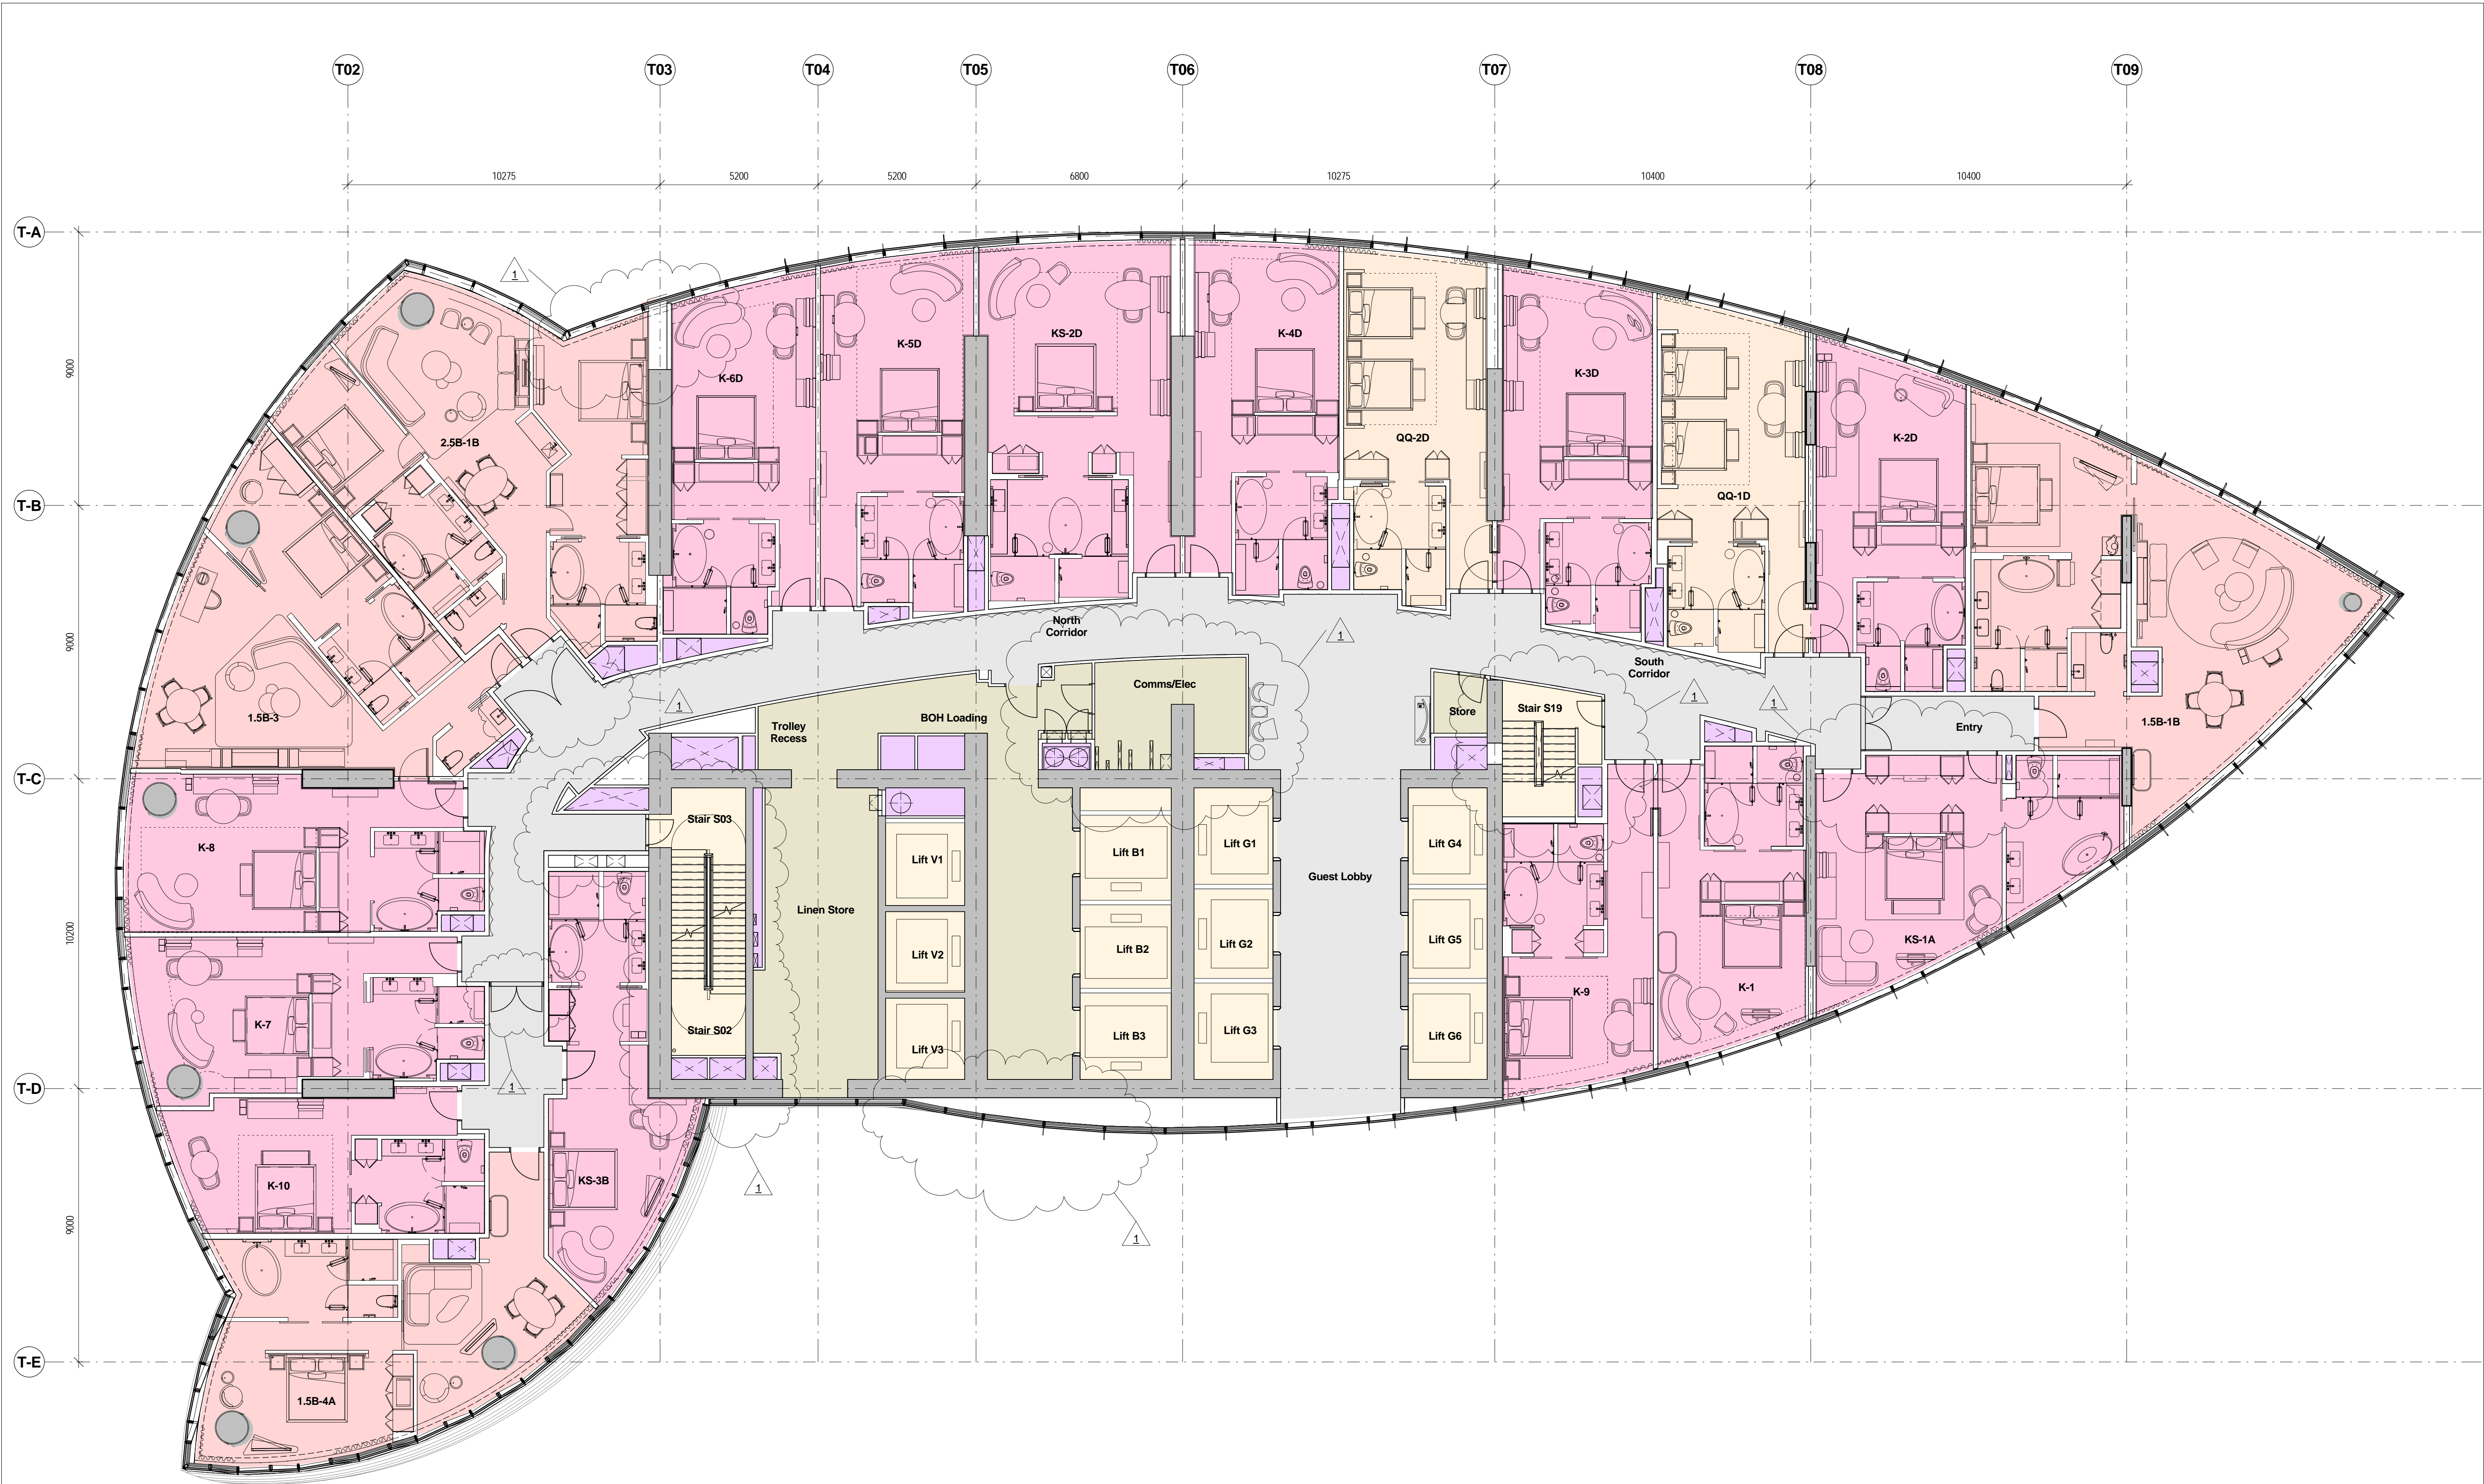 T02
T03
T04
T05
T06
T07
T08
T09
10275
5200
5200
6800
10275
10400
10400
T-A
9000
T-B
9000
T-C
10200
T-D
9000
T-E
1
K-6D
K-5D
KS-2D
K-4D
QQ-2D
K-3D
QQ-1D
K-2D
2.5B-1B
1.5B-3
North
Corridor
1
South
Corridor
1
1
1
Comms/Elec
BOH Loading
Trolley
Recess
Store
Stair S19
Entry
1.5B-1B
K-8
Stair S03
Linen Store
Lift V1
Lift B1
Lift G1
Guest Lobby
Lift G4
Lift V2
Lift B2
Lift G2
Lift G5
KS-1A
K-7
Stair S02
Lift V3
Lift B3
Lift G3
Lift G6
K-9
K-1
1
K-10
KS-3B
1
1
1.5B-4A